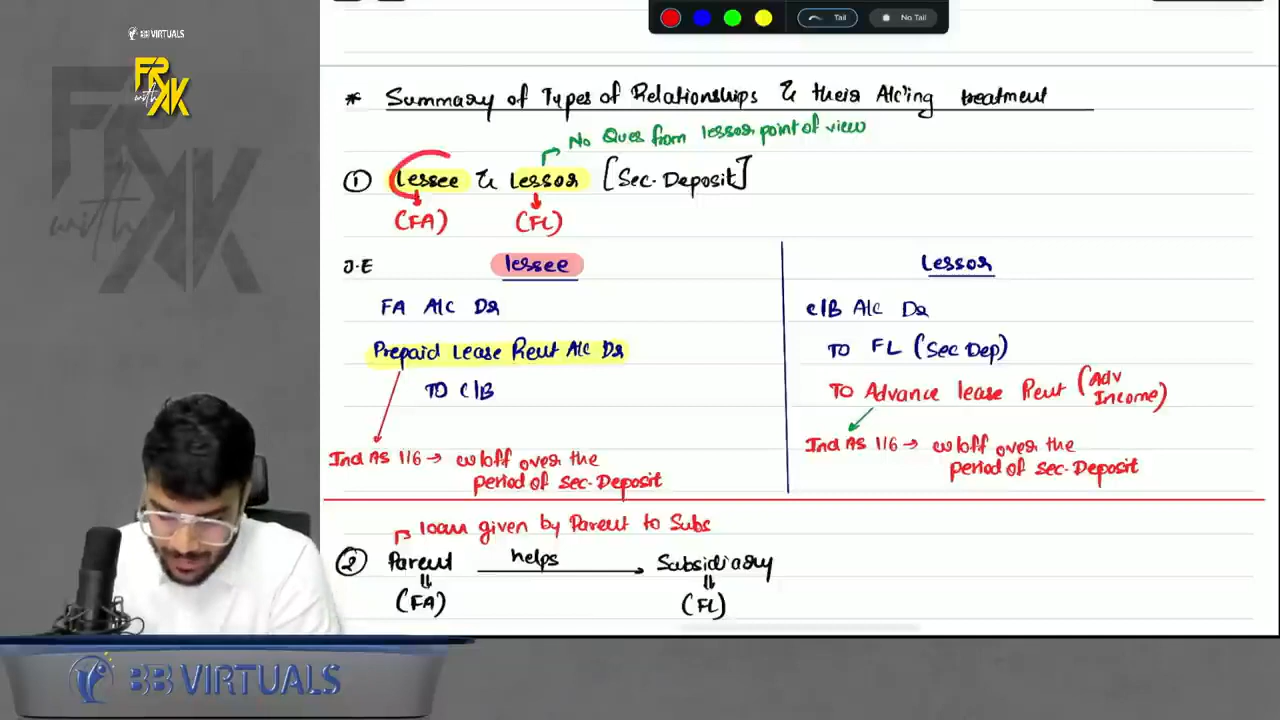 BB VIRTUALS
FR
with
KK
Tail
No Tail
* Summary of Types of Relationships & their A/c'ing treatment
No Ques from lessor point of view
① lessee & lessor [Sec. Deposit]
(FA) (FL)
J.E lessee
FA A/c Dr
Prepaid Lease Rent A/c Dr
TO C/B
Ind AS 116 → w/off over the
period of sec. Deposit
Lessor
C/B A/c Dr
TO FL (Sec Dep)
TO Advance lease Rent (Adv
Income)
Ind AS 116 → w/off over the
period of sec. Deposit
loan given by Parent to Subs
② Parent helps → Subsidiary
(FA) (FL)
BB VIRTUALS